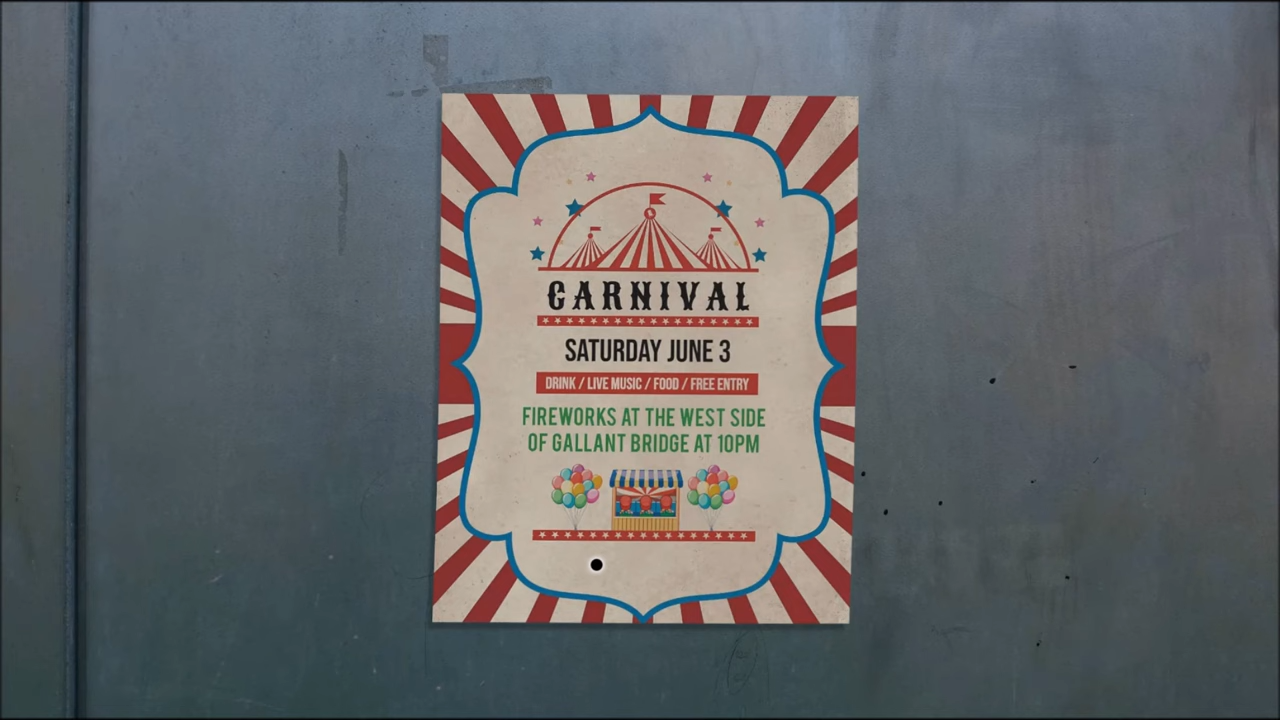 CARNIVAL
SATURDAY JUNE 3
DRINK / LIVE MUSIC / FOOD / FREE ENTRY
FIREWORKS AT THE WEST SIDE
OF GALLANT BRIDGE AT 10PM